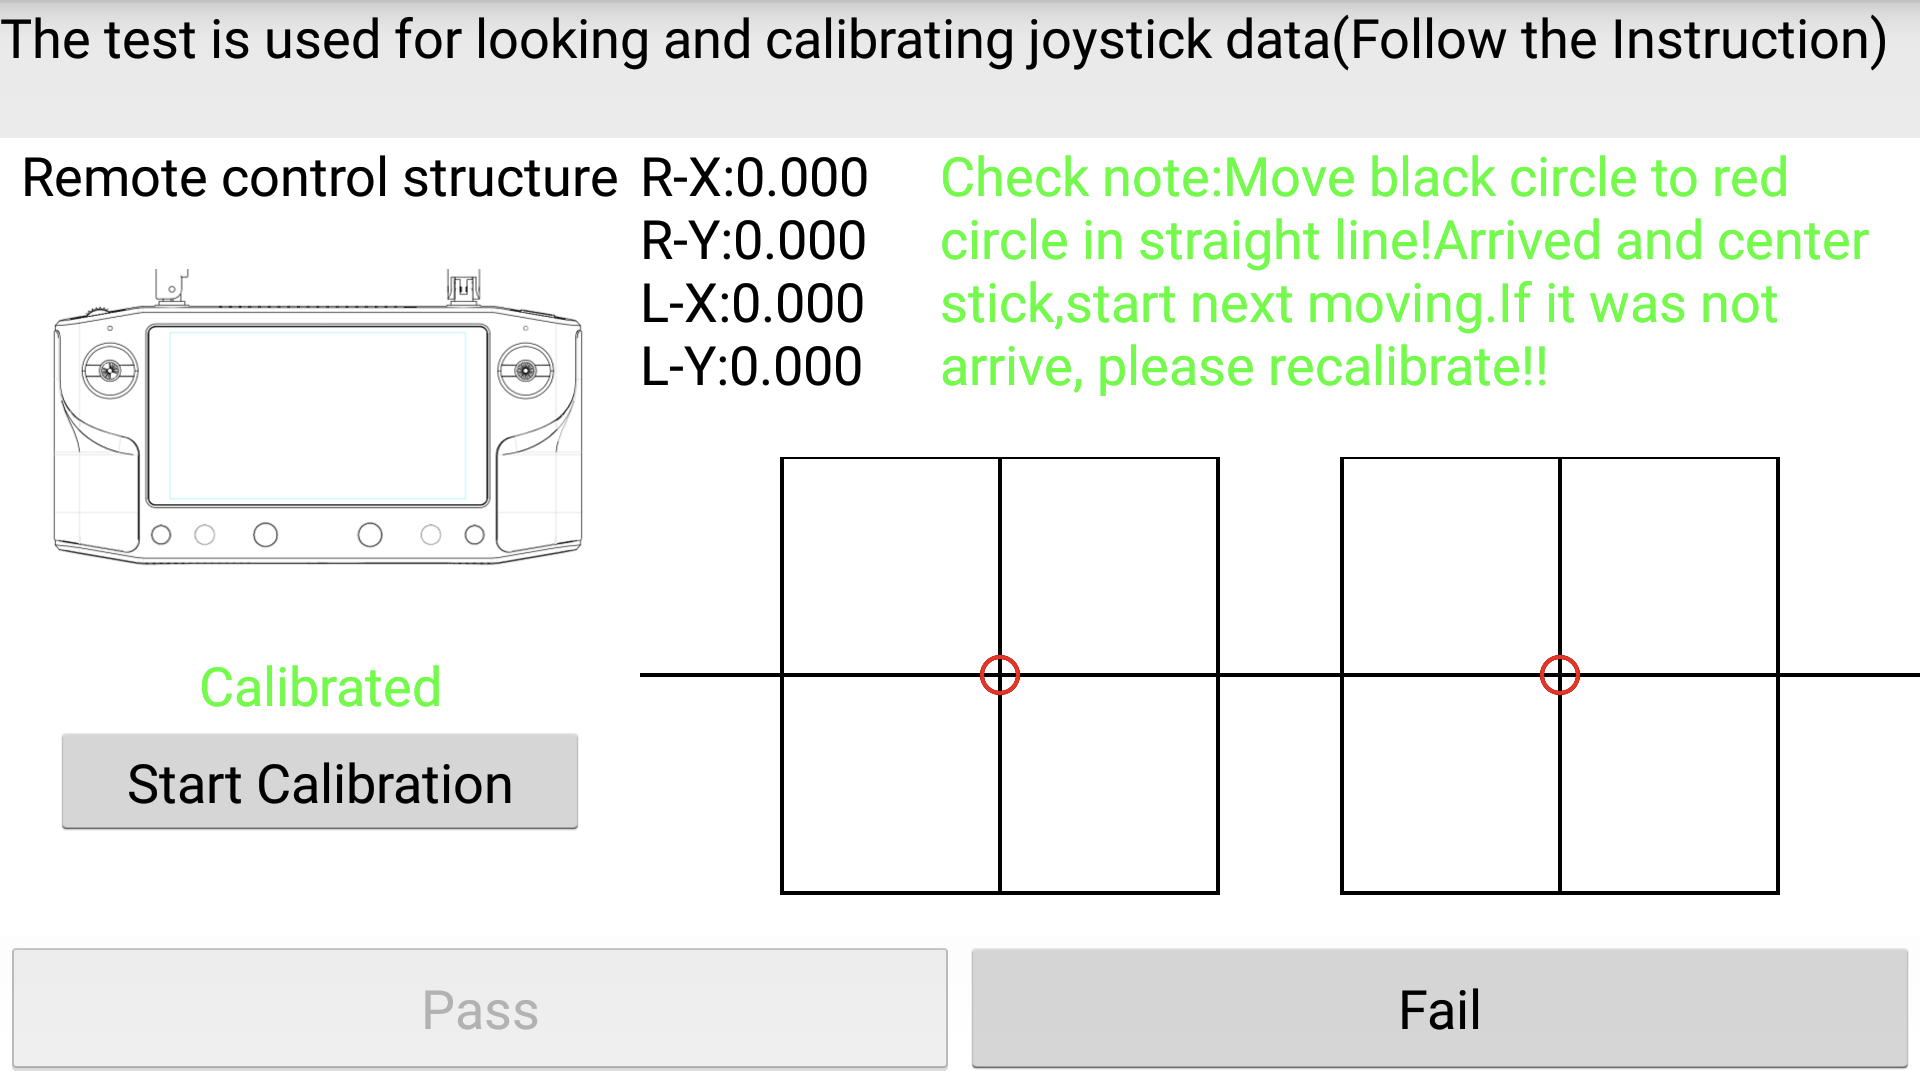 The test is used for looking and calibrating joystick data(Follow the Instruction)
Remote control structure
R-X:0.000
R-Y:0.000
L-X:0.000
L-Y:0.000
Check note:Move black circle to red
circle in straight line!Arrived and center
stick,start next moving.If it was not
arrive, please recalibrate!!
Calibrated
Start Calibration
Pass
Fail